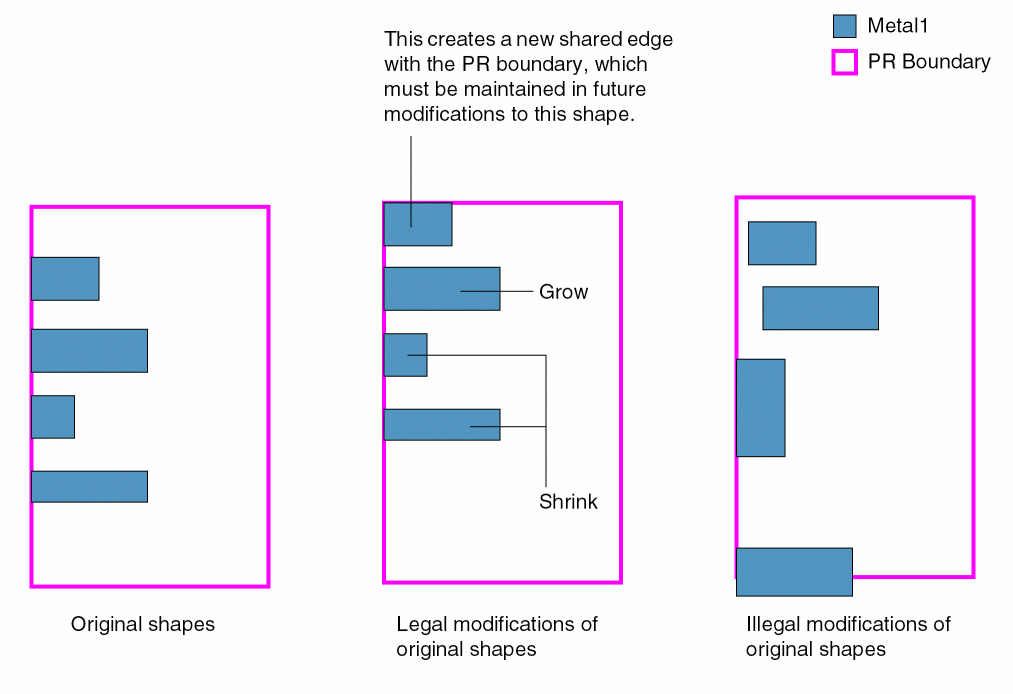 This creates a new shared edge
with the PR boundary, which
must be maintained in future
modifications to this shape.
Metal1
PR Boundary
Grow
Shrink
Original shapes
Legal modifications of
original shapes
Illegal modifications of
original shapes